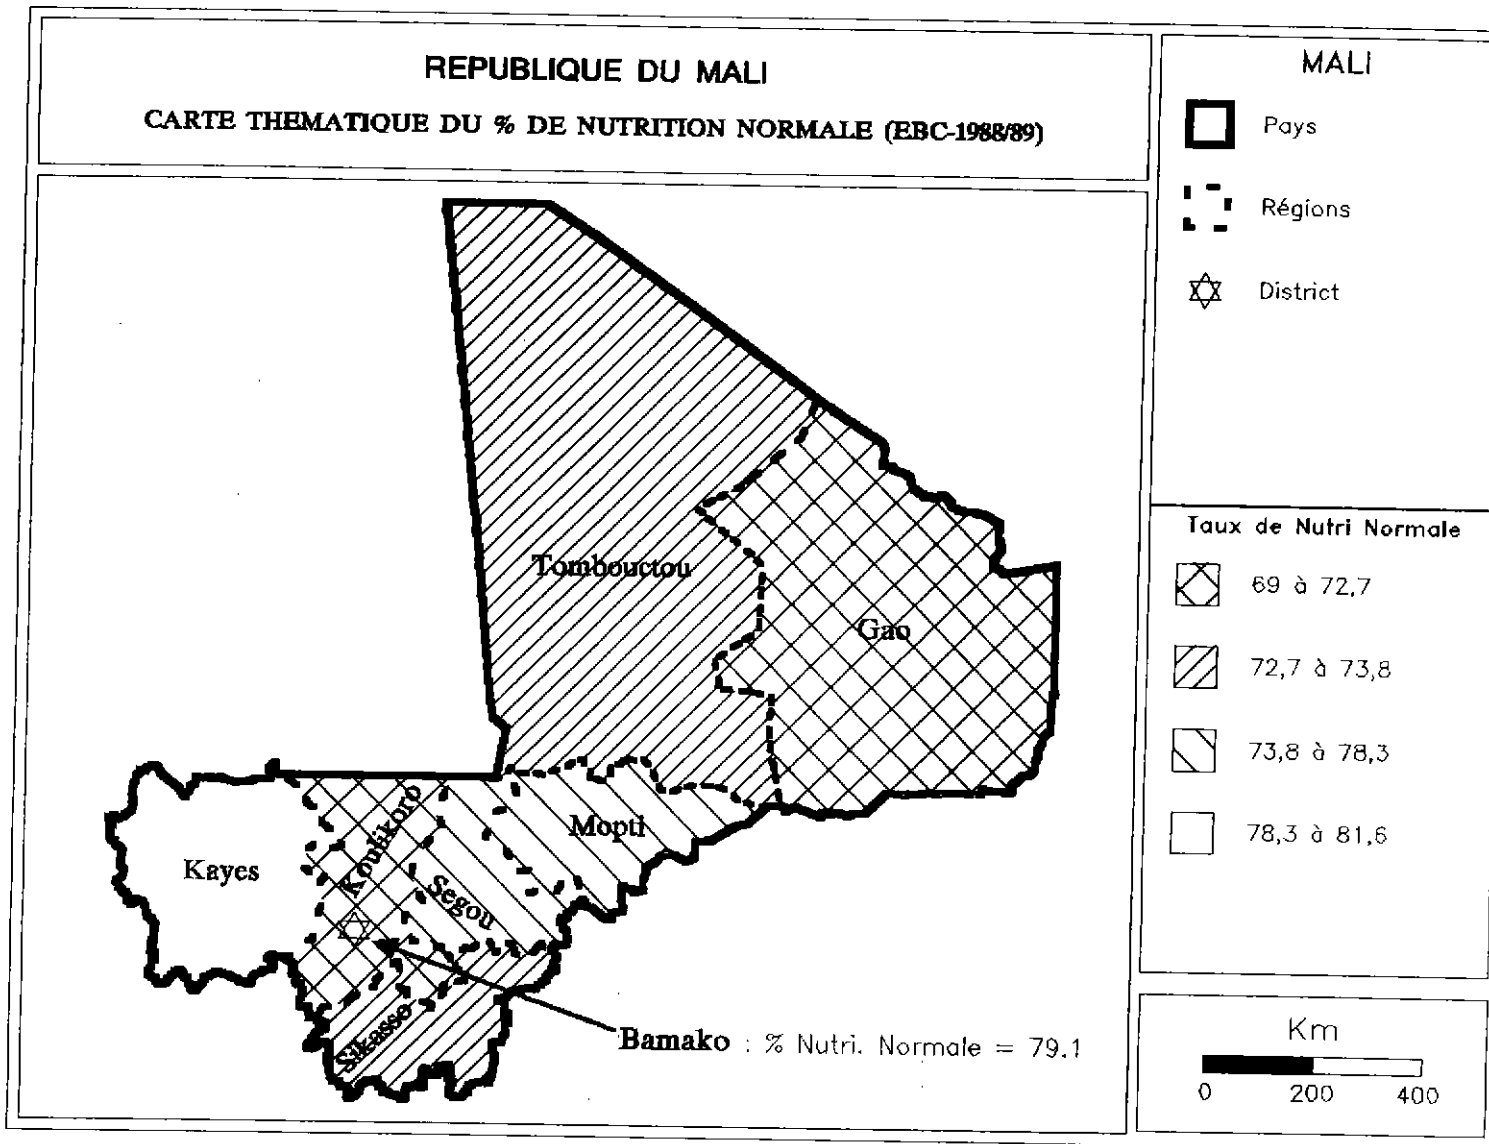 REPUBLIQUE DU MALI
CARTE THEMATIQUE DU % DE NUTRITION NORMALE (EBC-1988/89)
MALI
Pays
Régions
District
Tombouctou
Gao
Mopti
Koulikoro
Kayes
Segou
Sikasso
Bamako : % Nutri. Normale = 79.1
Taux de Nutri Normale
69 à 72,7
72,7 à 73,8
73,8 à 78,3
78,3 à 81,6
Km
0 200 400